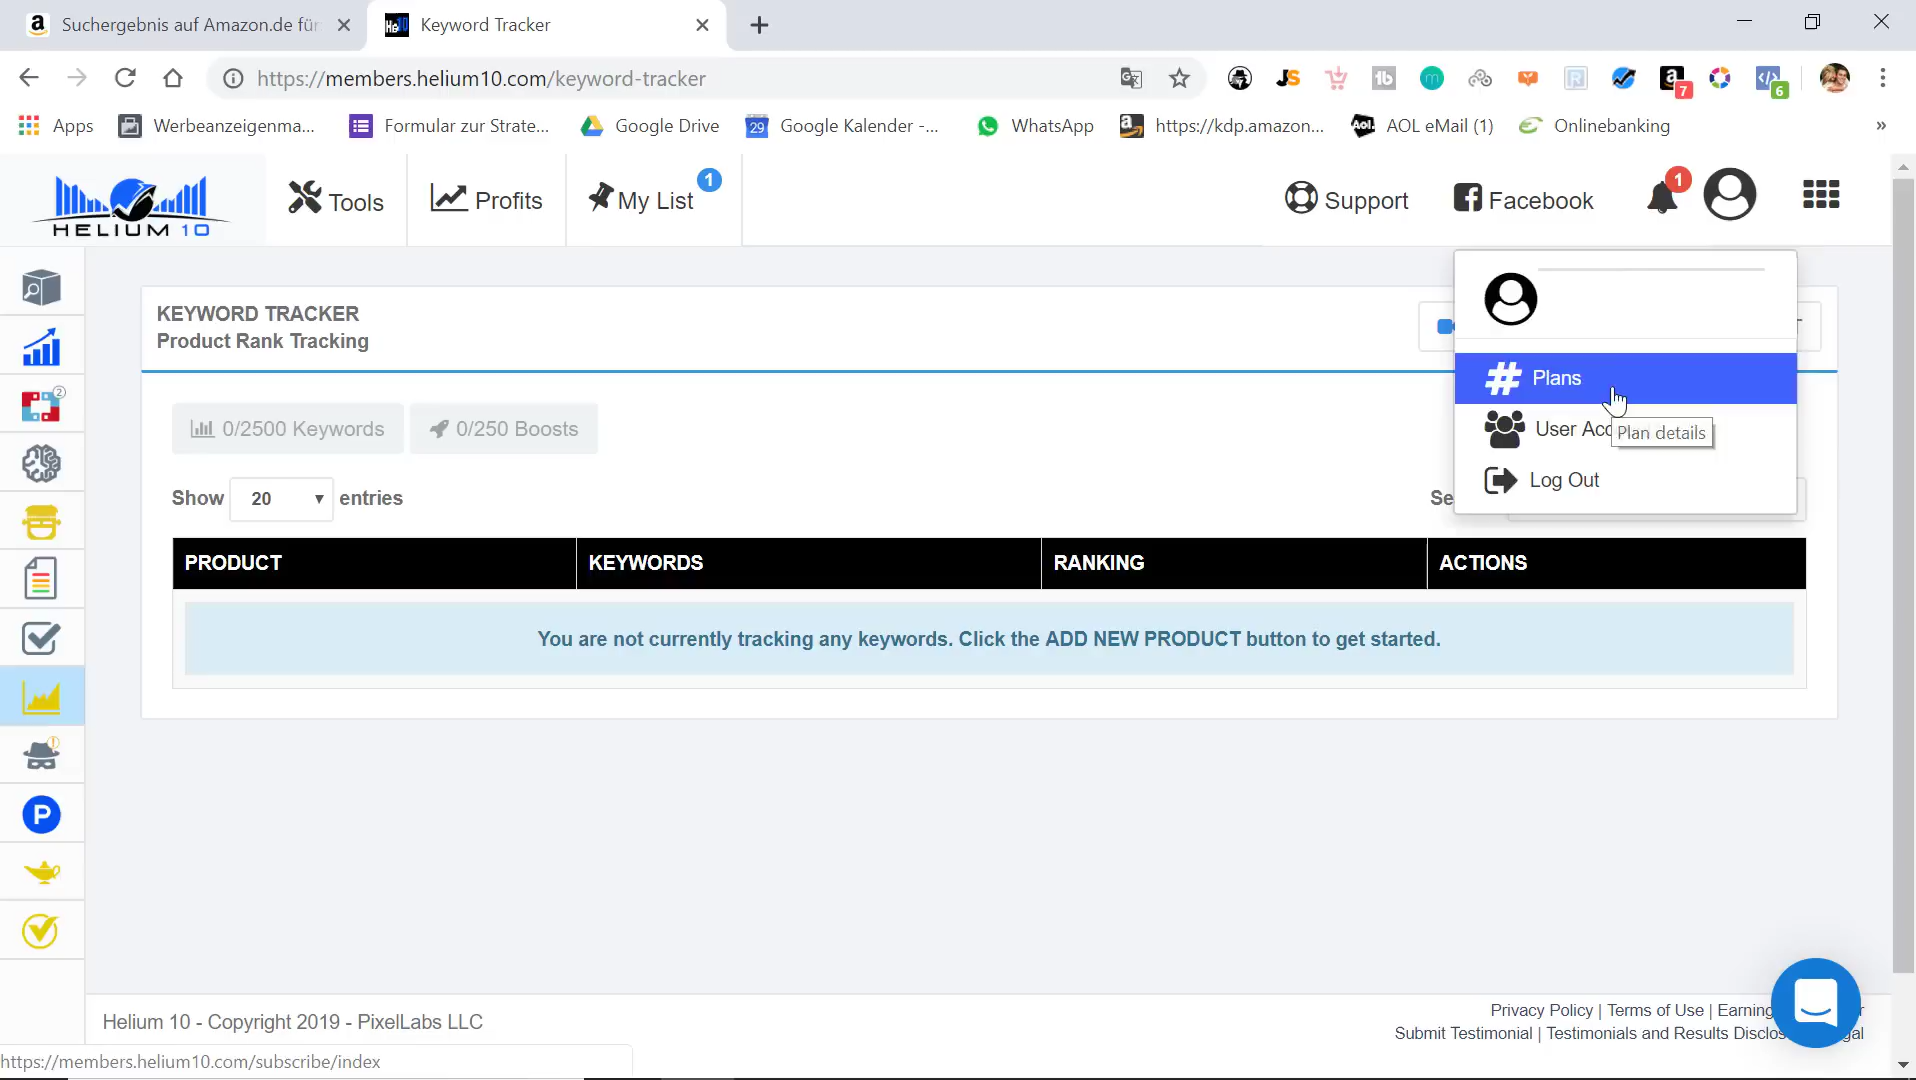 Suchergebnis auf Amazon.de für
Keyword Tracker
https://members.helium10.com/keyword-tracker
7
6
Apps
Werbeanzeigenma...
Formular zur Strate...
Google Drive
29
Google Kalender -...
WhatsApp
https://kdp.amazon...
AOL eMail (1)
Onlinebanking
»
HELIUM 10
Tools
Profits
My List
1
Support
Facebook
1
KEYWORD TRACKER
Product Rank Tracking
Plans
User Acc
Plan details
Log Out
0/2500 Keywords
0/250 Boosts
Show 20 entries
Se
PRODUCT
KEYWORDS
RANKING
ACTIONS
You are not currently tracking any keywords. Click the ADD NEW PRODUCT button to get started.
2
P
Helium 10 - Copyright 2019 - PixelLabs LLC
Privacy Policy | Terms of Use | Earning
Submit Testimonial | Testimonials and Results Disclos
https://members.helium10.com/subscribe/index